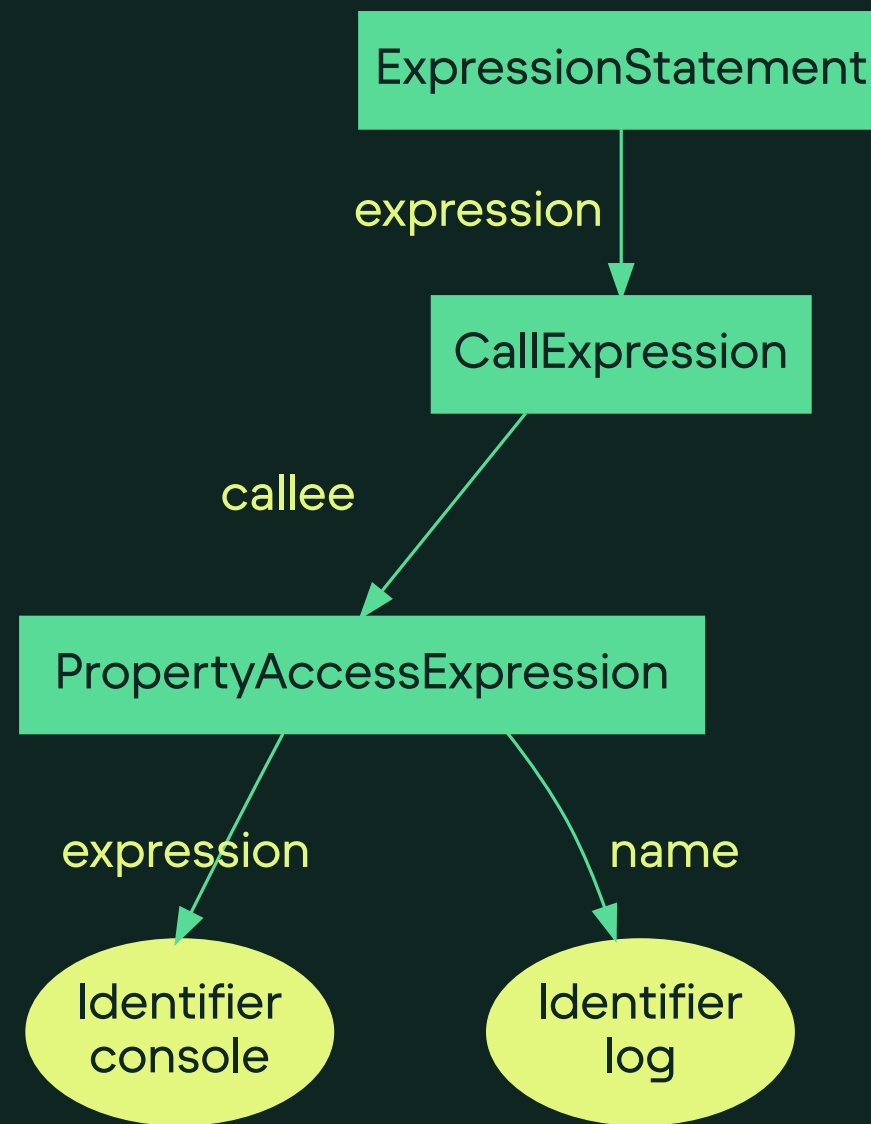 ExpressionStatement
expression
CallExpression
callee
PropertyAccessExpression
expression
name
Identifier
console
Identifier
log